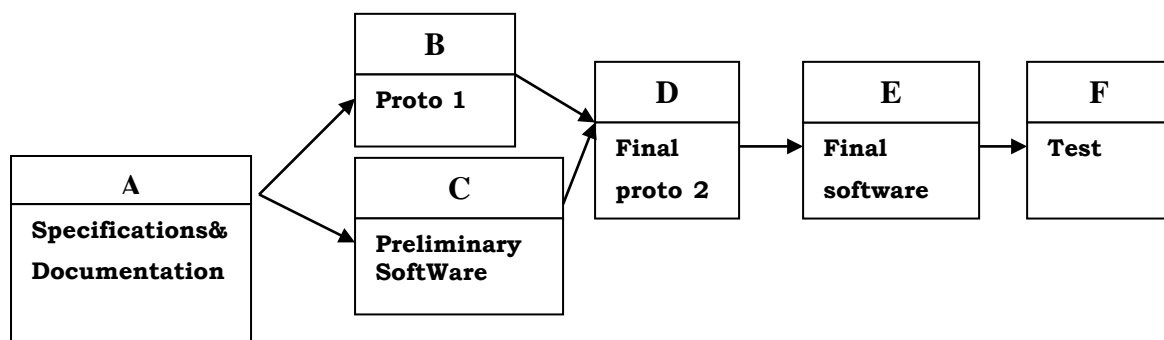 A
Specifications&
Documentation
B
Proto 1
C
Preliminary
SoftWare
D
Final
proto 2
E
Final
software
F
Test